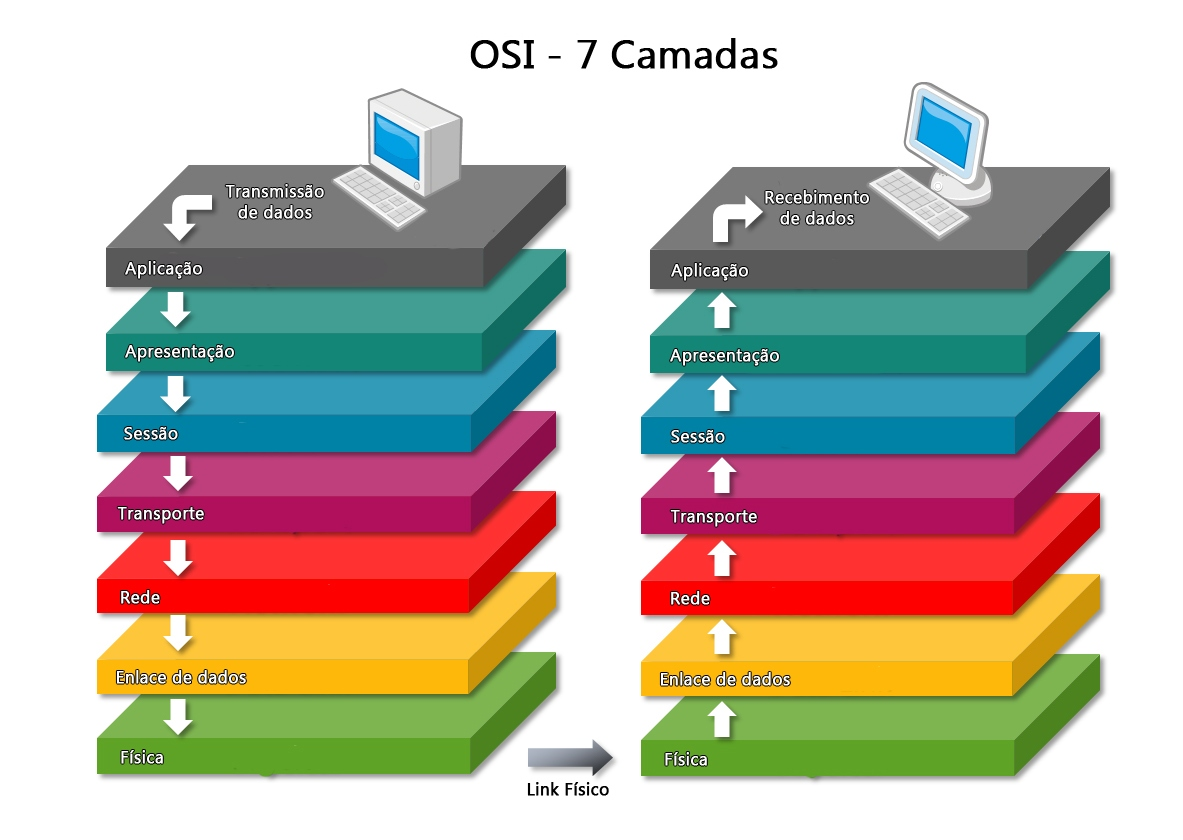 OSI - 7 Camadas
Transmissão
de dados
Aplicação
Apresentação
Sessão
Transporte
Rede
Enlace de dados
Física
Link Físico
Recebimento
de dados
Aplicação
Apresentação
Sessão
Transporte
Rede
Enlace de dados
Física